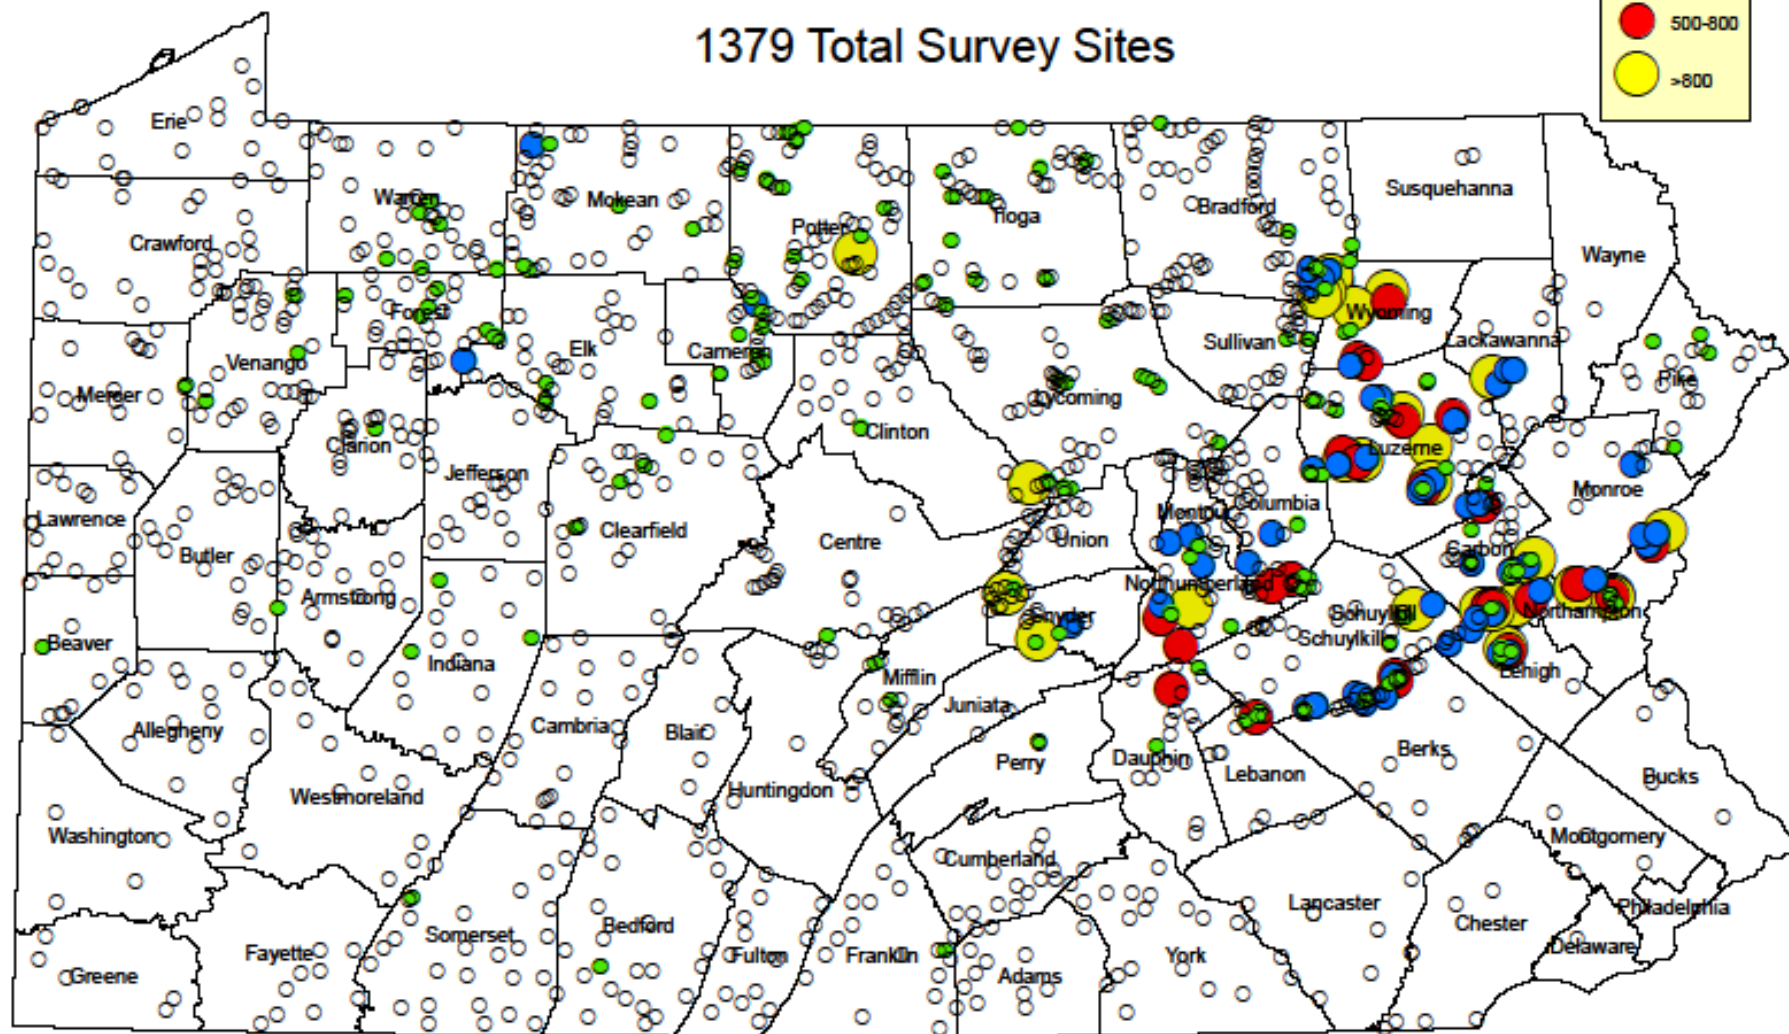 1379 Total Survey Sites
500-800
>800
Erie
Warren
Mckean
Potter
Tioga
Bradford
Susquehanna
Wayne
Crawford
Forest
Elk
Cameron
Sullivan
Wyoming
Lackawanna
Pike
Mercer
Venango
Clarion
Jefferson
Clinton
Lycoming
Luzerne
Monroe
Lawrence
Butler
Armstrong
Clearfield
Centre
Union
Montour
Columbia
Carbon
Northumberland
Snyder
Schuylkill
Schuylkill
Northampton
Lehigh
Beaver
Indiana
Mifflin
Juniata
Allegheny
Cambria
Blair
Perry
Dauphin
Lebanon
Berks
Bucks
Westmoreland
Huntingdon
Washington
Cumberland
Montgomery
Lancaster
Chester
Philadelphia
Delaware
Greene
Fayette
Somerset
Bedford
Fulton
Franklin
Adams
York